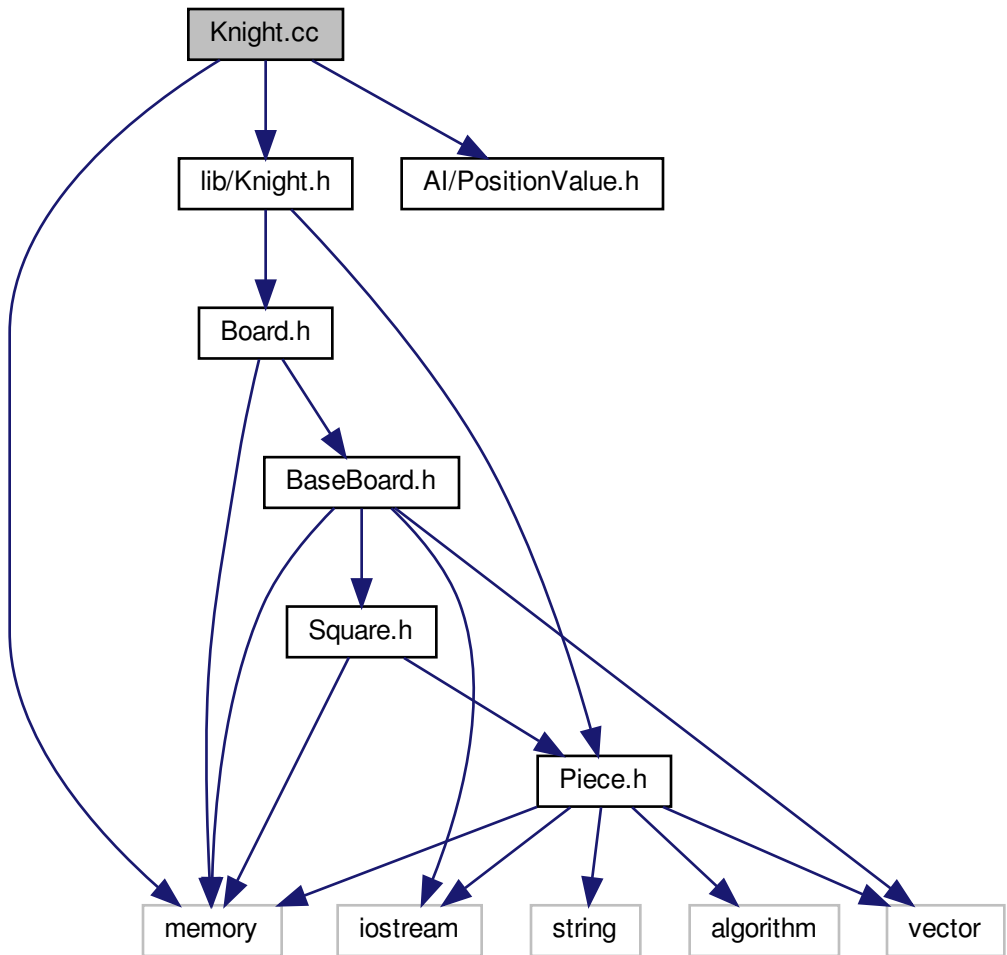 Knight.cc
lib/Knight.h
AI/PositionValue.h
Board.h
BaseBoard.h
Square.h
Piece.h
memory
iostream
string
algorithm
vector